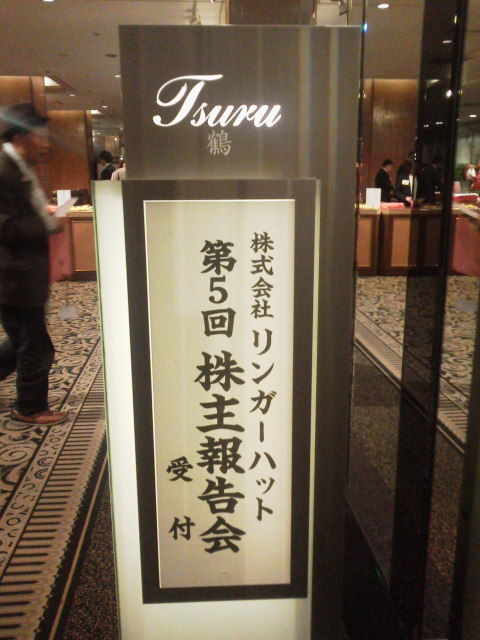 Tsuru
鶴
株式会社 リンガーハット
第5回 株主報告会
受付